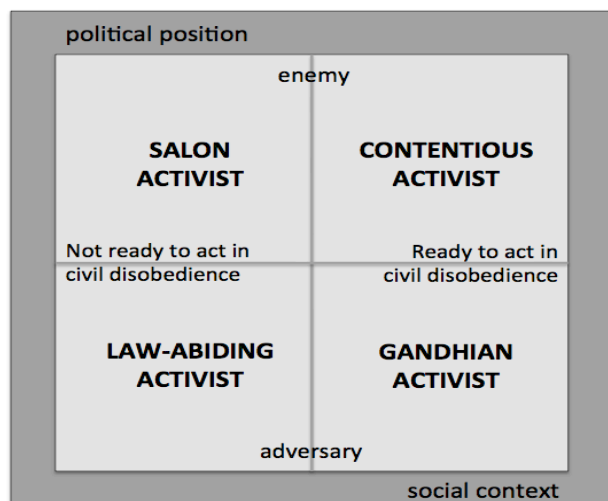 political position
enemy
SALON
ACTIVIST
CONTENTIOUS
ACTIVIST
Not ready to act in
civil disobedience
Ready to act in
civil disobedience
LAW-ABIDING
ACTIVIST
GANDHIAN
ACTIVIST
adversary
social context